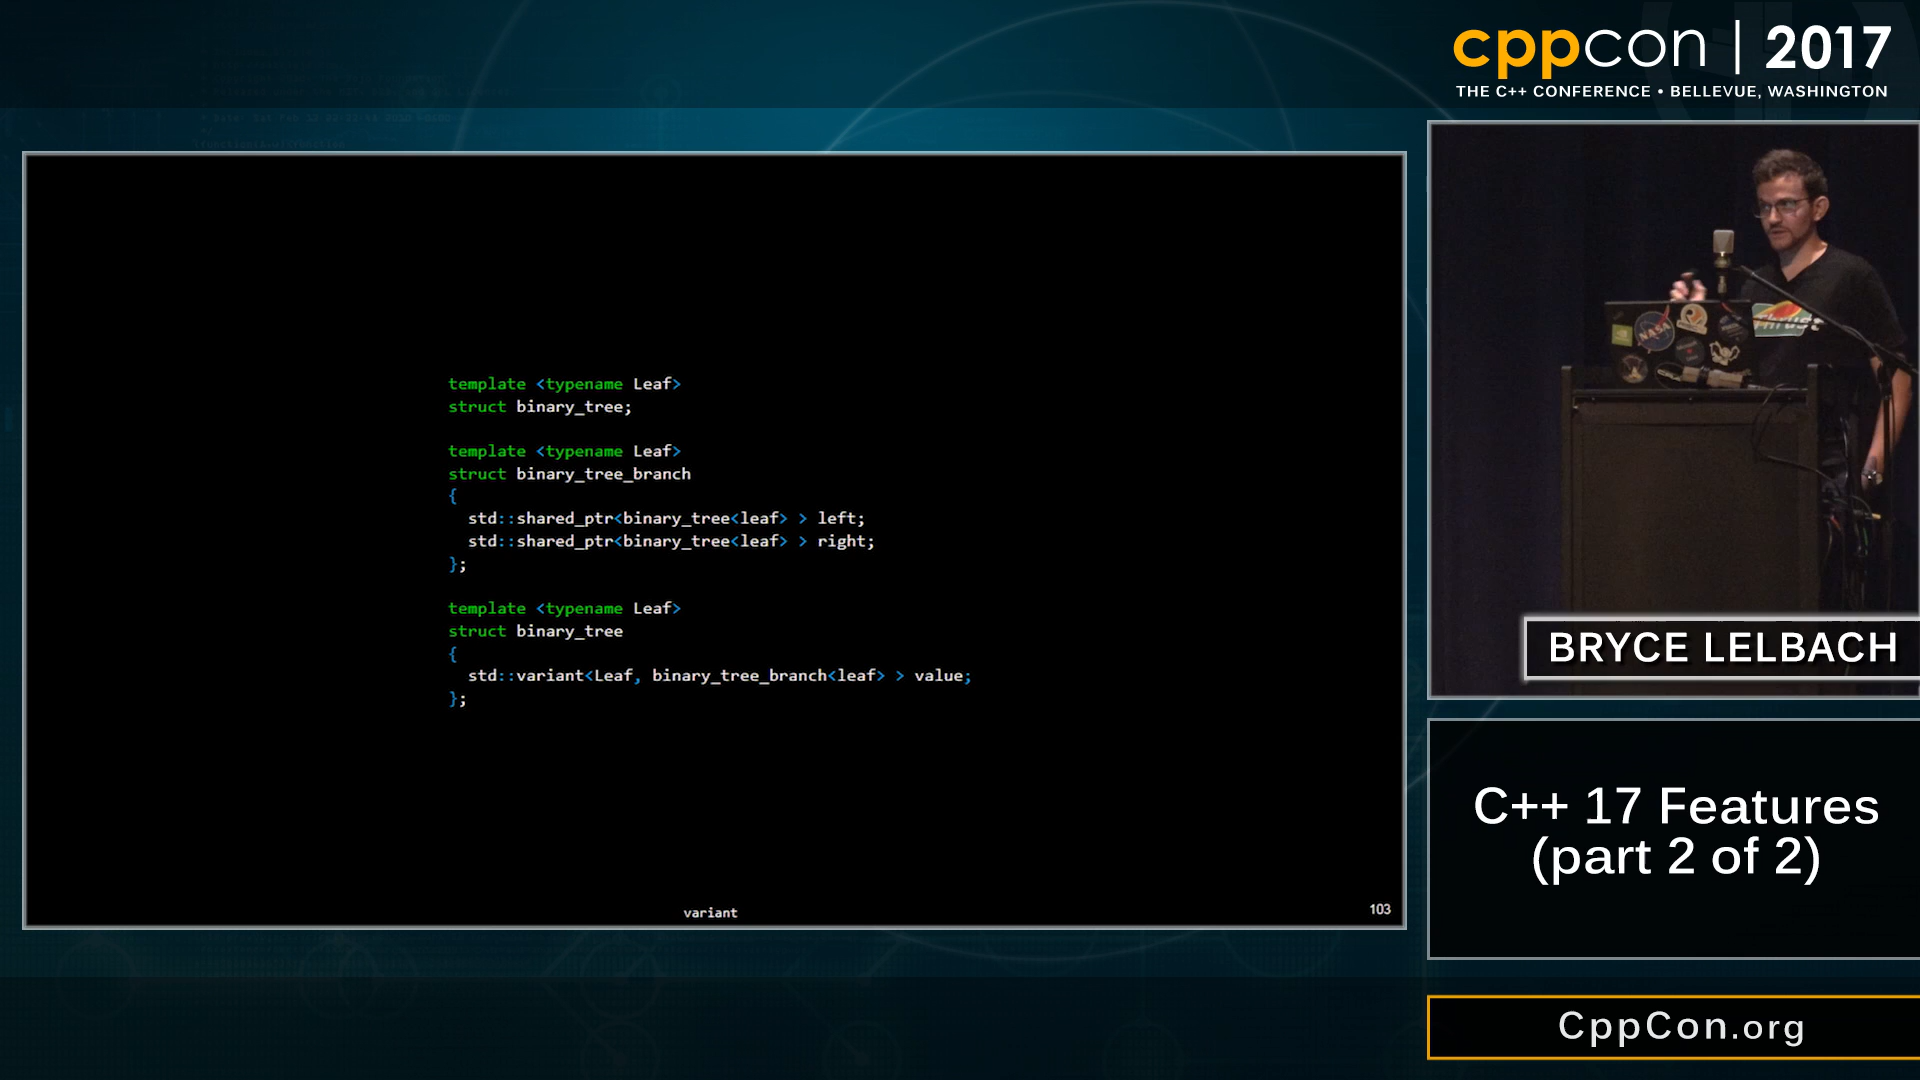 cppcon | 2017
THE C++ CONFERENCE • BELLEVUE, WASHINGTON
template <typename Leaf>
struct binary_tree;
template <typename Leaf>
struct binary_tree_branch
{
  std::shared_ptr<binary_tree<leaf> > left;
  std::shared_ptr<binary_tree<leaf> > right;
};
template <typename Leaf>
struct binary_tree
{
  std::variant<Leaf, binary_tree_branch<leaf> > value;
};
variant
103
NASA
Thrust
BRYCE LELBACH
C++ 17 Features
(part 2 of 2)
CppCon.org